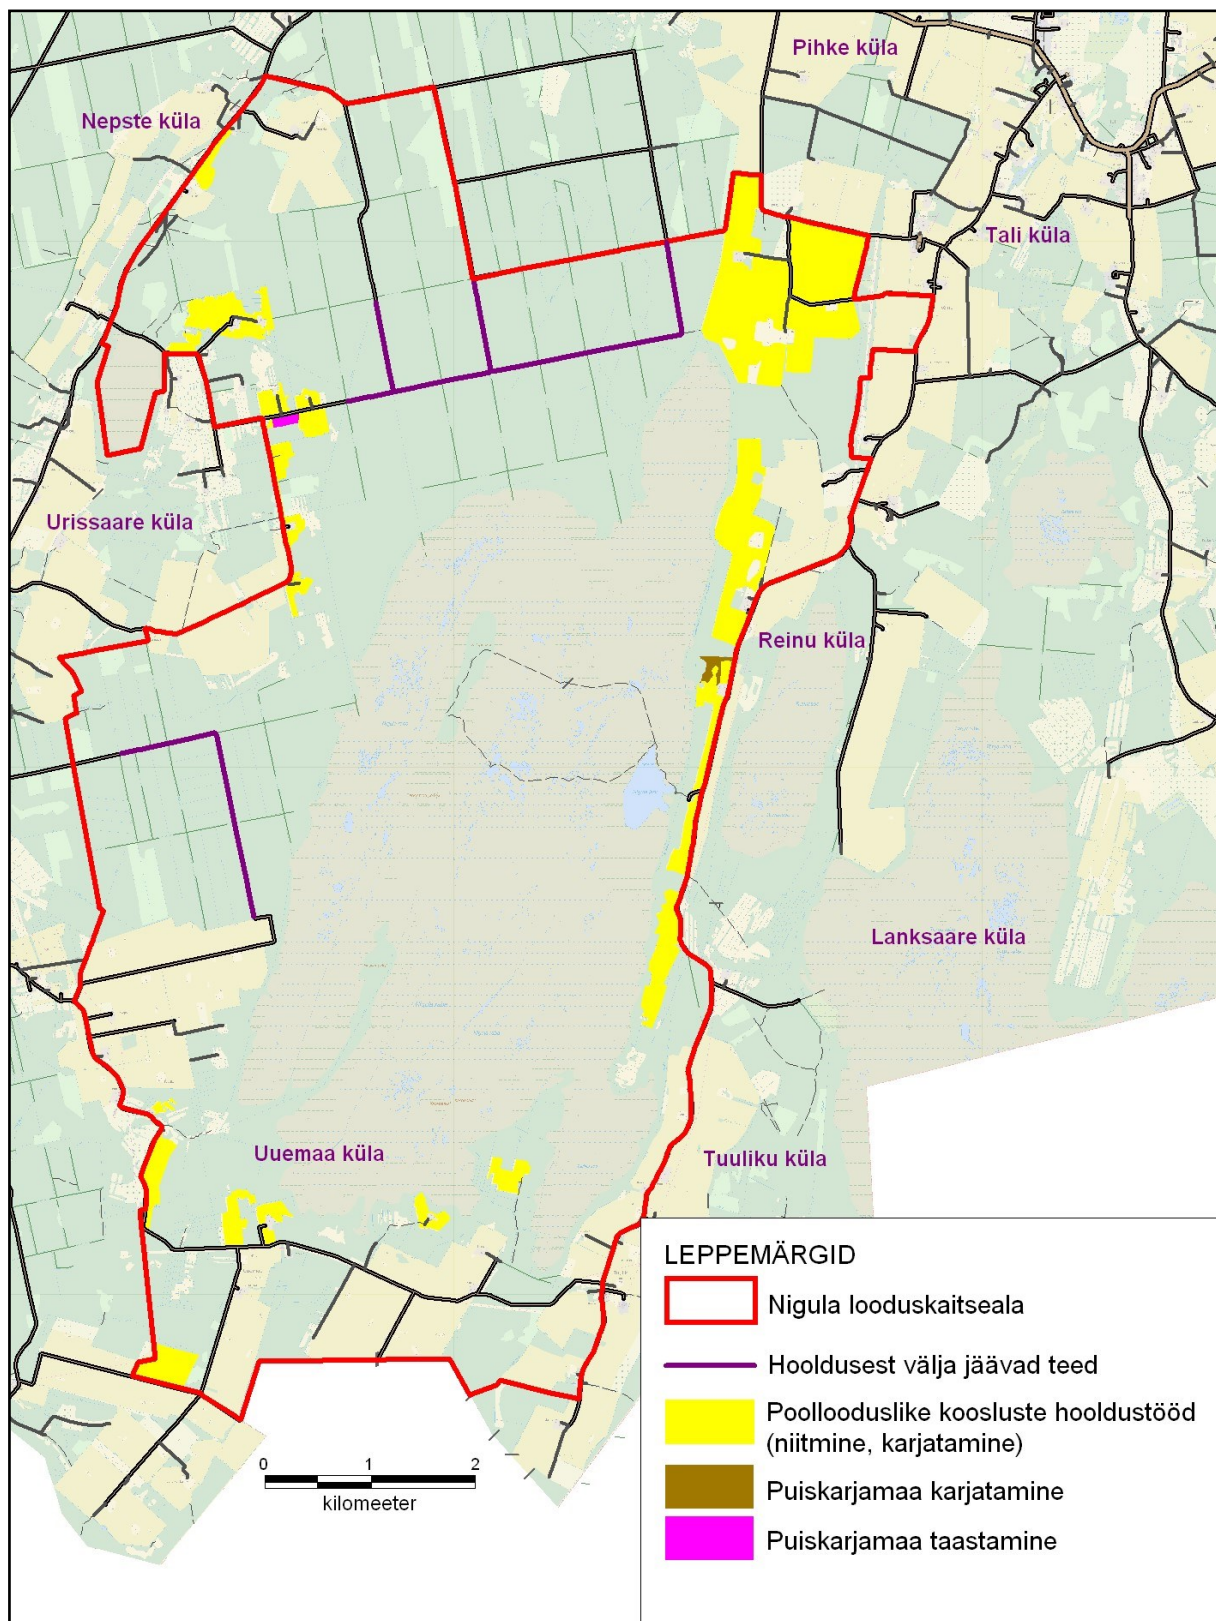 Pihke küla
Nepste küla
Tali küla
Urissaare küla
Reinu küla
Lanksaare küla
Uuemaa küla
Tuuliku küla
LEPPEMÄRGID
Nigula looduskaitseala
Hooldusest välja jäävad teed
Poollooduslike koosluste hooldustööd
(niitmine, karjatamine)
Puiskarjamaa karjatamine
Puiskarjamaa taastamine
0 1 2
kilomeeter